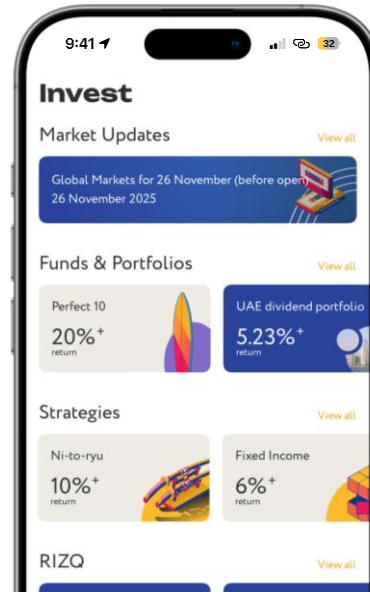 9:41
32
Invest
Market Updates
View all
Global Markets for 26 November (before open)
26 November 2025
Funds & Portfolios
View all
Perfect 10
20%+
return
UAE dividend portfolio
5.23%+
return
Strategies
View all
Ni-to-ryu
10%+
return
Fixed Income
6%+
return
RIZQ
View all